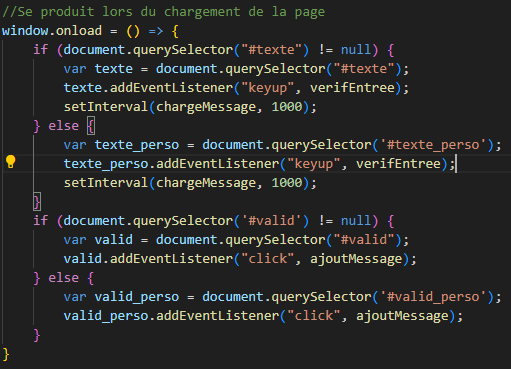 //Se produit lors du chargement de la page
window.onload = () => {
    if (document.querySelector("#texte") != null) {
        var texte = document.querySelector("#texte");
        texte.addEventListener("keyup", verifEntree);
        setInterval(chargeMessage, 1000);
    } else {
        var texte_perso = document.querySelector('#texte_perso');
        texte_perso.addEventListener("keyup", verifEntree);
        setInterval(chargeMessage, 1000);
    }
    if (document.querySelector('#valid') != null) {
        var valid = document.querySelector("#valid");
        valid.addEventListener("click", ajoutMessage);
    } else {
        var valid_perso = document.querySelector('#valid_perso');
        valid_perso.addEventListener("click", ajoutMessage);
    }
}